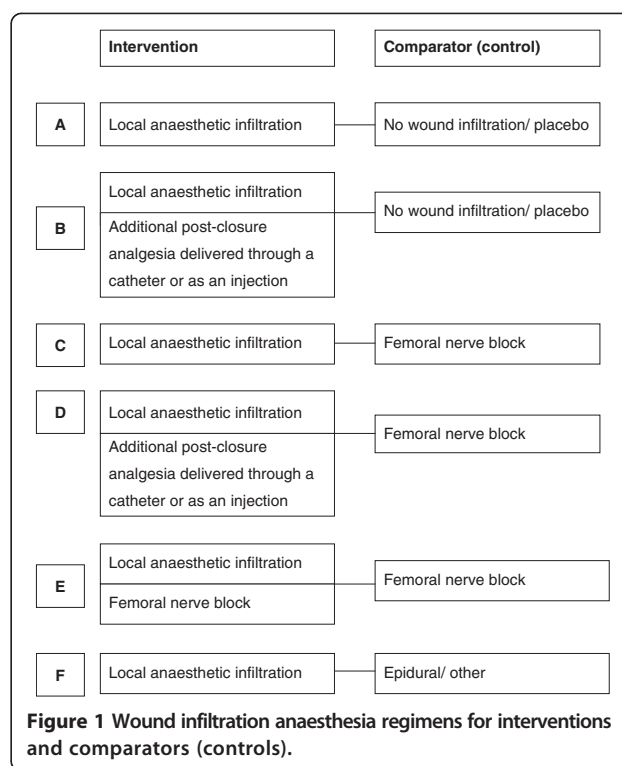 Intervention
Comparator (control)
A
Local anaesthetic infiltration
No wound infiltration/ placebo
B
Local anaesthetic infiltration
Additional post-closure
analgesia delivered through a
catheter or as an injection
No wound infiltration/ placebo
C
Local anaesthetic infiltration
Femoral nerve block
D
Local anaesthetic infiltration
Additional post-closure
analgesia delivered through a
catheter or as an injection
Femoral nerve block
E
Local anaesthetic infiltration
Femoral nerve block
Femoral nerve block
F
Local anaesthetic infiltration
Epidural/ other
Figure 1 Wound infiltration anaesthesia regimens for interventions
and comparators (controls).